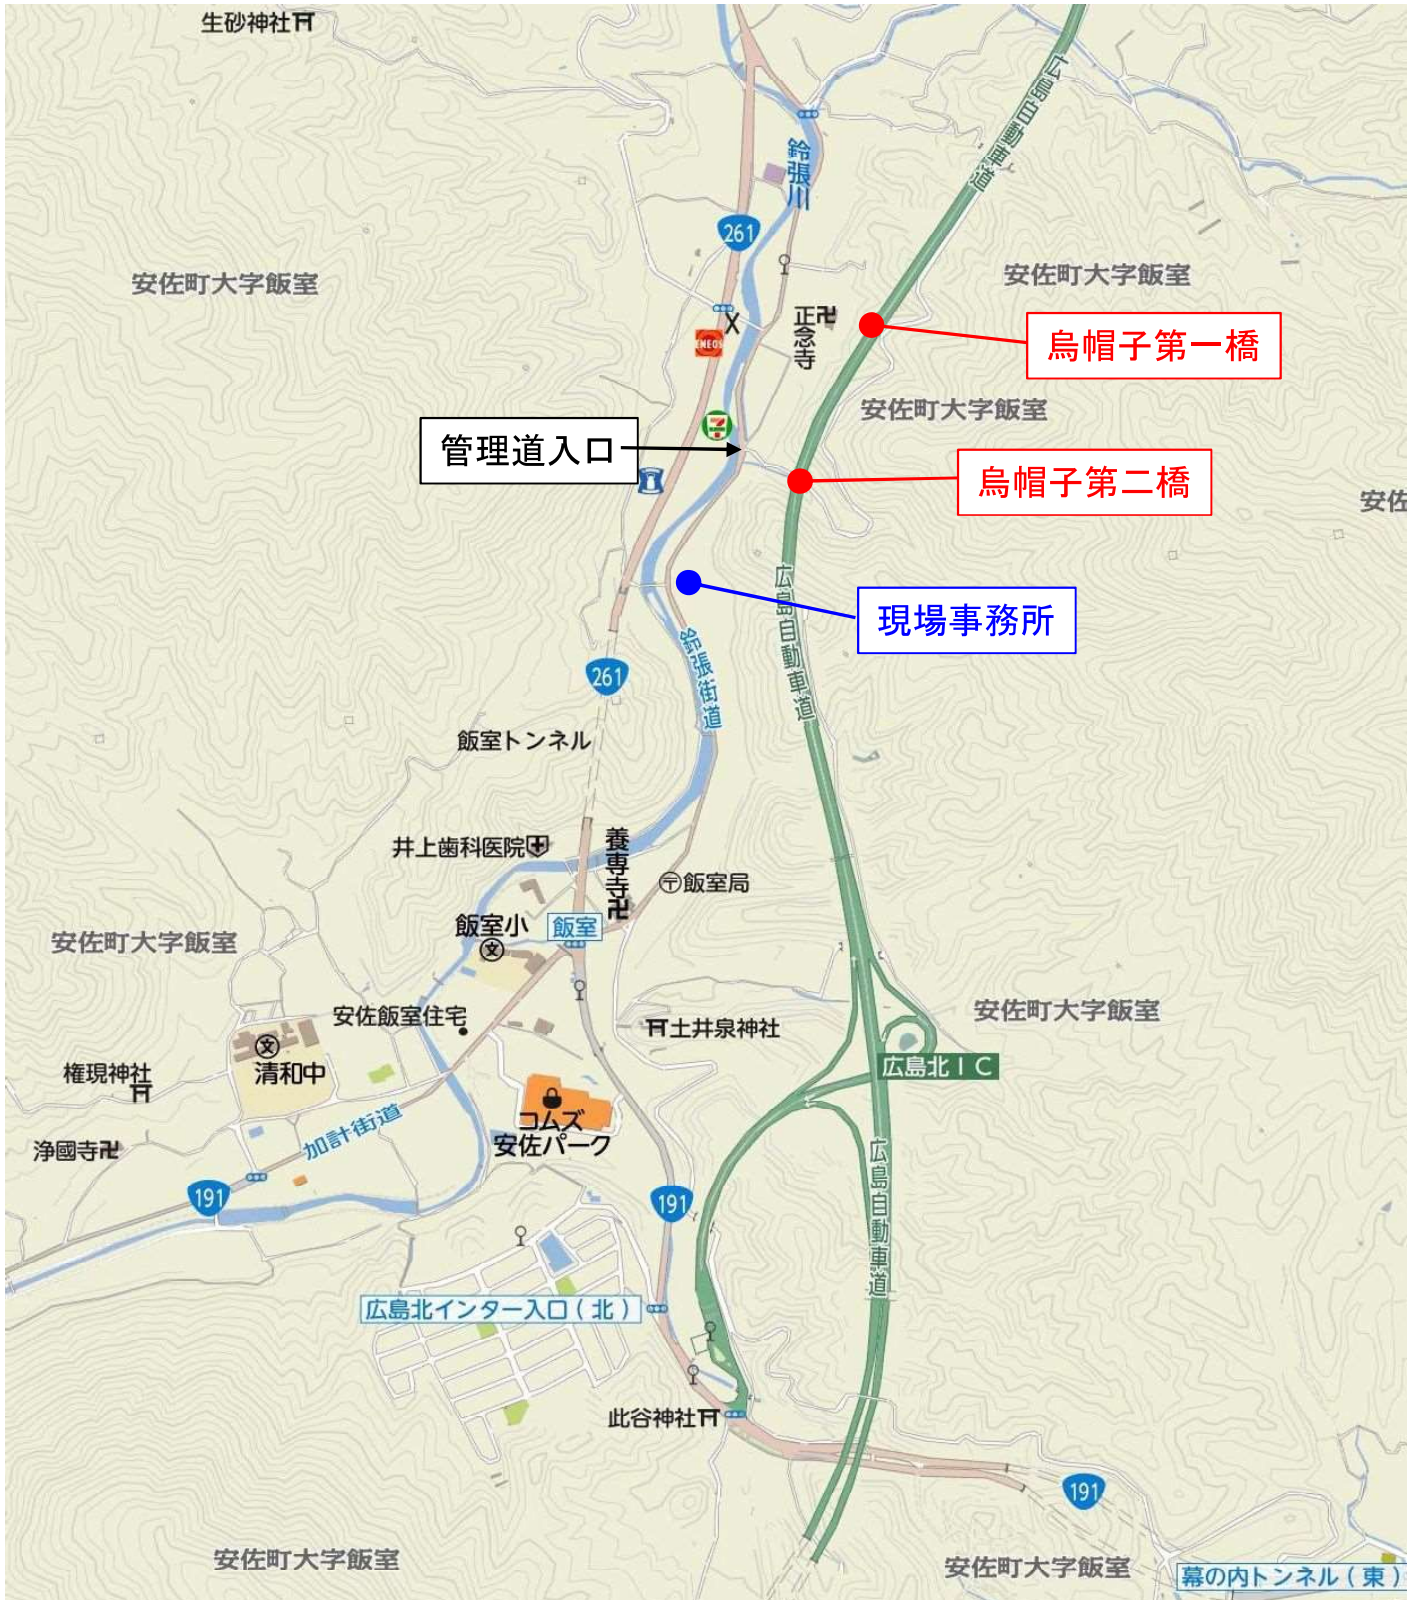 生砂神社
広島自動車道
鈴張川
261
安佐町大字飯室
安佐町大字飯室
正念寺
烏帽子第一橋
ENEOS
安佐町大字飯室
管理道入口
烏帽子第二橋
安佐
広島自動車道
現場事務所
鈴張街道
261
飯室トンネル
井上歯科医院
養専寺
飯室局
飯室小
文
飯室
安佐町大字飯室
安佐飯室住宅
土井泉神社
安佐町大字飯室
文
清和中
権現神社
広島北IC
コムズ
安佐パーク
加計街道
浄國寺
広島自動車道
191
191
広島北インター入口(北)
此谷神社
191
安佐町大字飯室
安佐町大字飯室
幕の内トンネル(東)